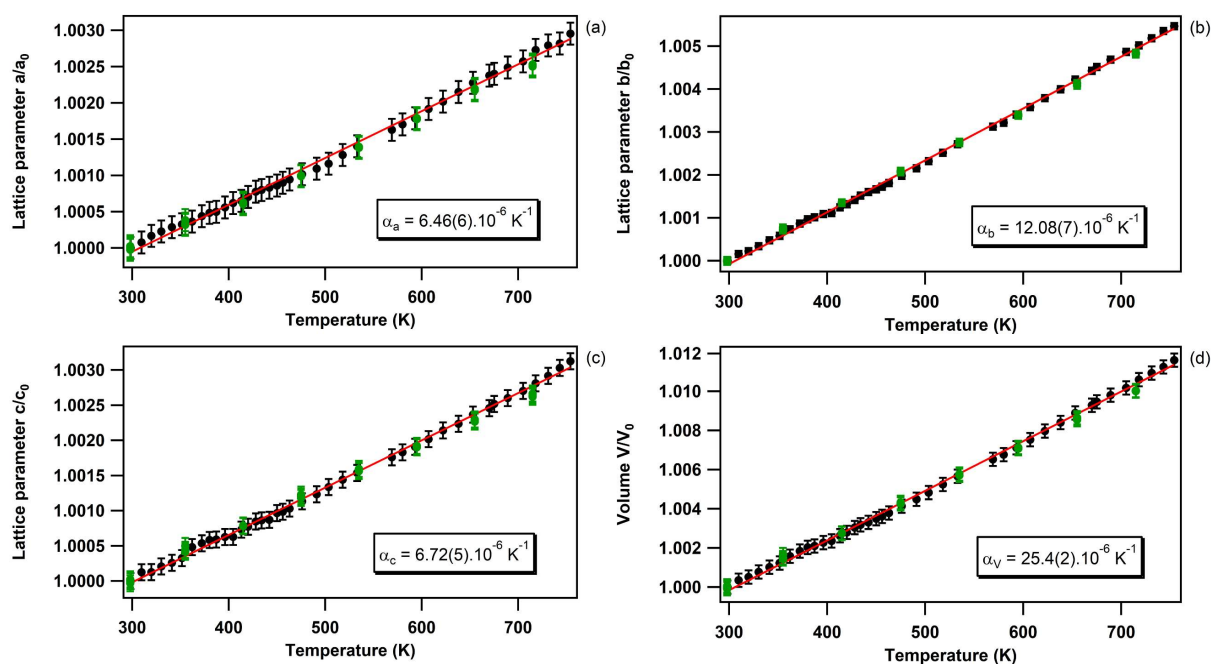 (a)
Lattice parameter a/a0
1.0030
1.0025
1.0020
1.0015
1.0010
1.0005
1.0000
αa = 6.46(6).10-6 K-1
300 400 500 600 700
Temperature (K)
(b)
Lattice parameter b/b0
1.005
1.004
1.003
1.002
1.001
1.000
αb = 12.08(7).10-6 K-1
300 400 500 600 700
Temperature (K)
(c)
Lattice parameter c/c0
1.0030
1.0025
1.0020
1.0015
1.0010
1.0005
1.0000
αc = 6.72(5).10-6 K-1
300 400 500 600 700
Temperature (K)
(d)
Volume V/V0
1.012
1.010
1.008
1.006
1.004
1.002
1.000
αV = 25.4(2).10-6 K-1
300 400 500 600 700
Temperature (K)